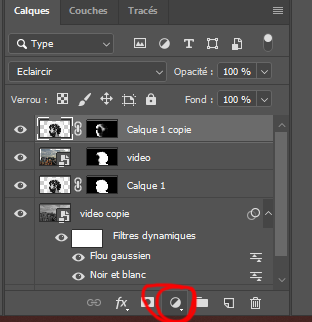 Calques Couches Tracés
Type
Eclaircir Opacité : 100 %
Verrou : Fond : 100 %
Calque 1 copie
video
Calque 1
video copie
Filtres dynamiques
Flou gaussien
Noir et blanc
fx